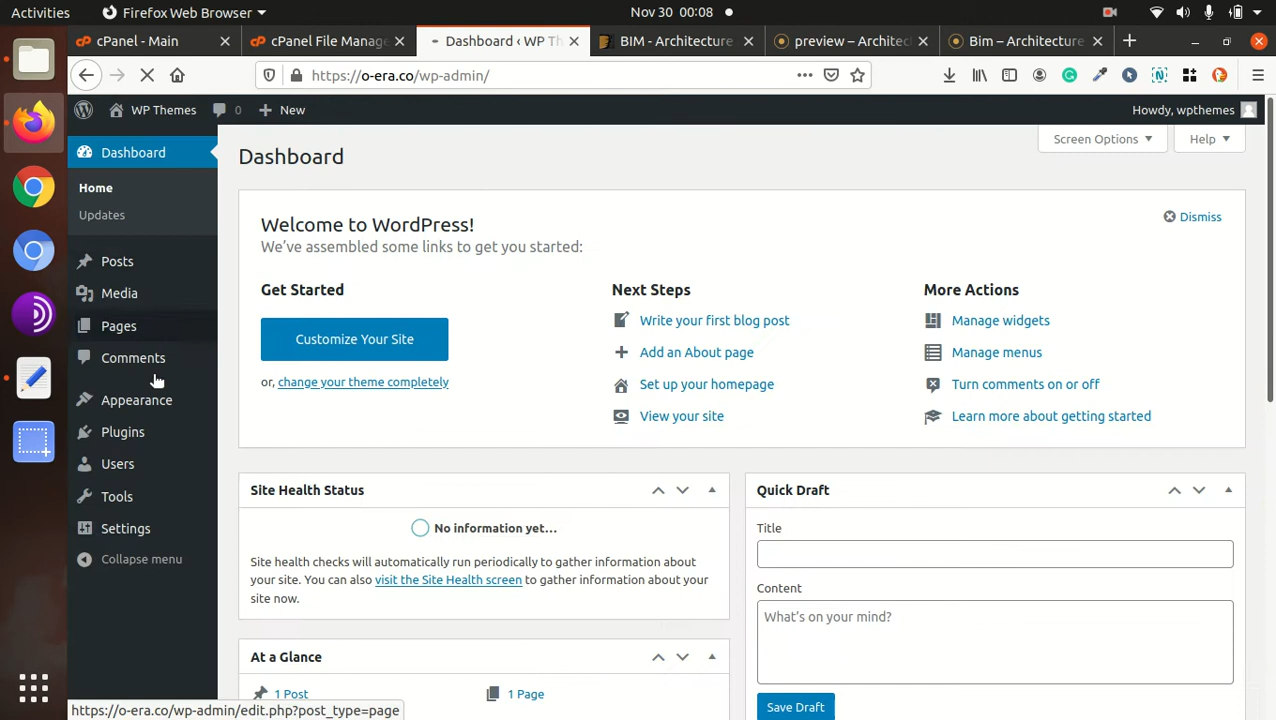 Activities
Firefox Web Browser
Nov 30 00:08
cPanel - Main
cPanel File Manage
Dashboard ‹ WP Th
BIM - Architecture
preview – Architec
Bim – Architecture
https://o-era.co/wp-admin/
WP Themes
0
New
Howdy, wpthemes
Dashboard
Home
Updates
Posts
Media
Pages
Comments
Appearance
Plugins
Users
Tools
Settings
Collapse menu
Dashboard
Screen Options
Help
Welcome to WordPress!
We've assembled some links to get you started:
Dismiss
Get Started
Customize Your Site
or, change your theme completely
Next Steps
Write your first blog post
Add an About page
Set up your homepage
View your site
More Actions
Manage widgets
Manage menus
Turn comments on or off
Learn more about getting started
Site Health Status
No information yet…
Site health checks will automatically run periodically to gather information about
your site. You can also visit the Site Health screen to gather information about your
site now.
At a Glance
1 Post
1 Page
Quick Draft
Title
Content
What's on your mind?
Save Draft
https://o-era.co/wp-admin/edit.php?post_type=page